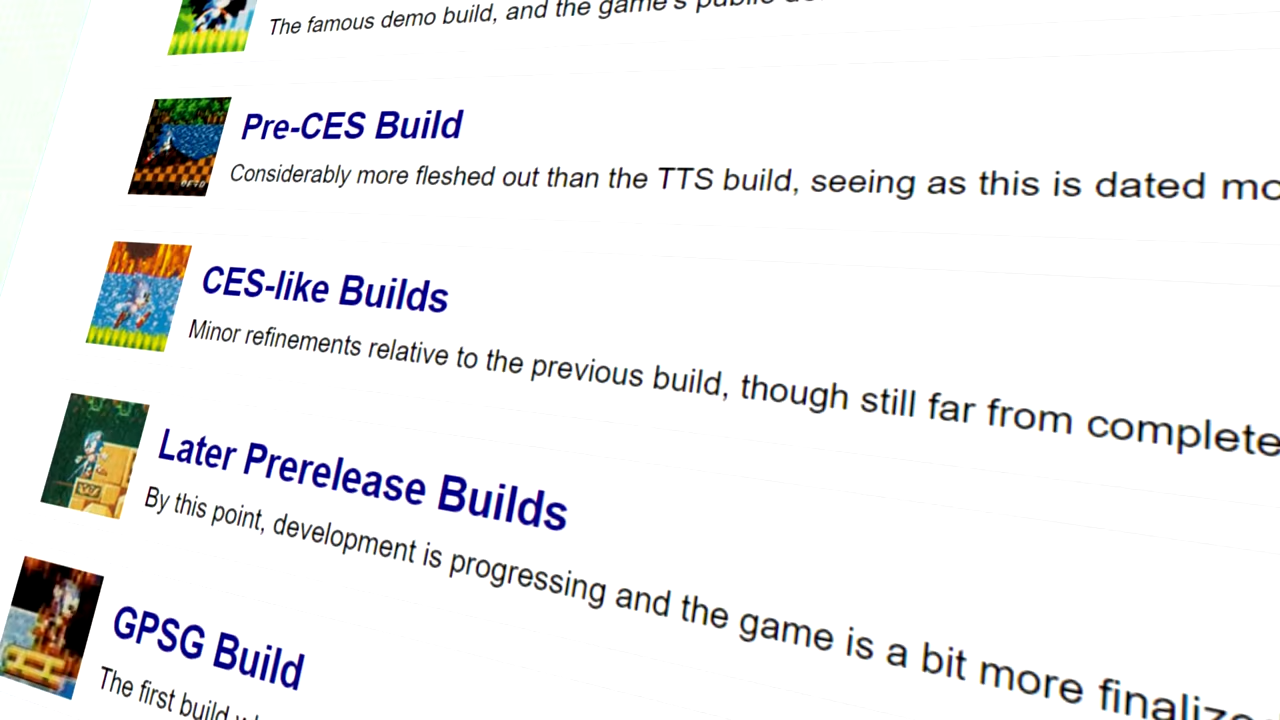 The famous demo build, and the game's public
Pre-CES Build
Considerably more fleshed out than the TTS build, seeing as this is dated
CES-like Builds
Minor refinements relative to the previous build, though still far from complete
Later Prerelease Builds
By this point, development is progressing and the game is a bit more
GPSG Build
The first build